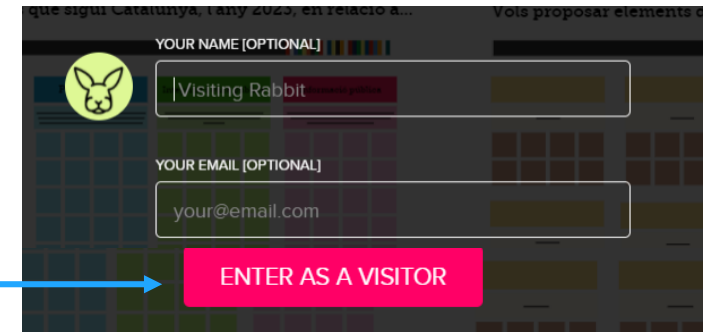 que sigui Catalunya, l'any 2023, en relació a...
Vols proposar elements
YOUR NAME [OPTIONAL]
Visiting Rabbit
YOUR EMAIL [OPTIONAL]
your@email.com
ENTER AS A VISITOR